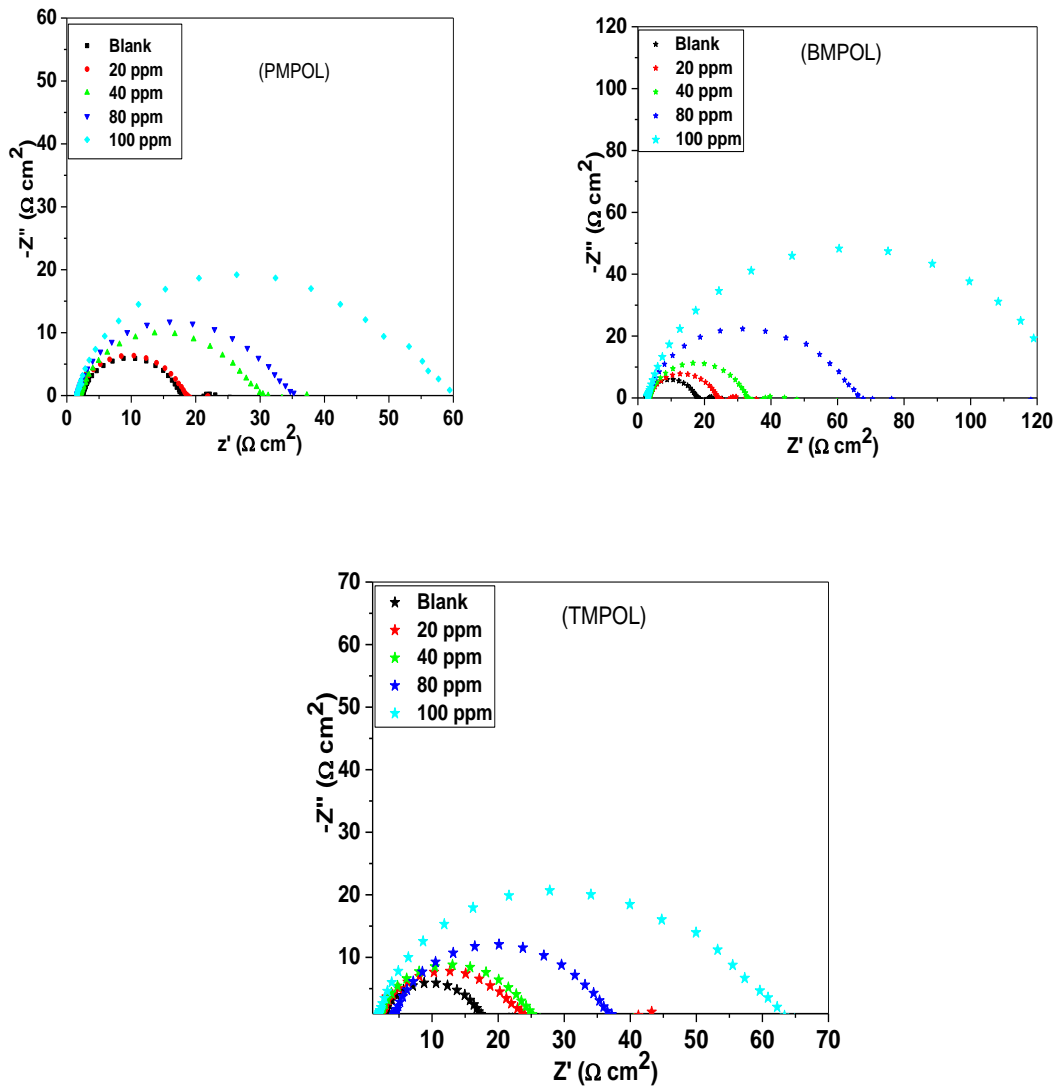 60
50
40
30
20
10
0
-Z'' (Ω cm²)
Blank
20 ppm
40 ppm
80 ppm
100 ppm
(PMPOL)
0 10 20 30 40 50 60
z' (Ω cm²)
120
100
80
60
40
20
0
-Z'' (Ω cm²)
Blank
20 ppm
40 ppm
80 ppm
100 ppm
(BMPOL)
0 20 40 60 80 100 120
Z' (Ω cm²)
70
60
50
40
30
20
10
-Z'' (Ω cm²)
Blank
20 ppm
40 ppm
80 ppm
100 ppm
(TMPOL)
10 20 30 40 50 60 70
Z' (Ω cm²)